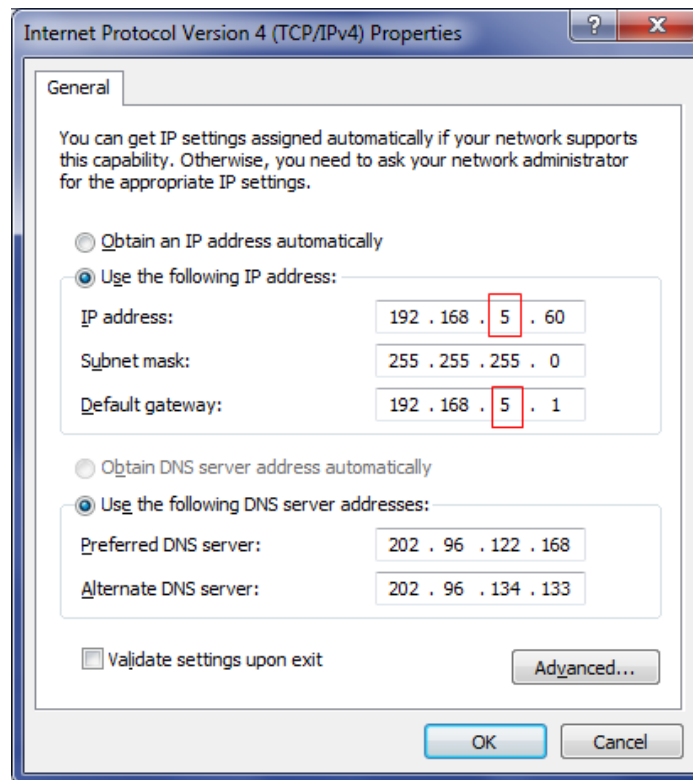 Internet Protocol Version 4 (TCP/IPv4) Properties
? X
General
You can get IP settings assigned automatically if your network supports
this capability. Otherwise, you need to ask your network administrator
for the appropriate IP settings.
Obtain an IP address automatically
Use the following IP address:
IP address: 192 . 168 . 5 . 60
Subnet mask: 255 . 255 . 255 . 0
Default gateway: 192 . 168 . 5 . 1
Obtain DNS server address automatically
Use the following DNS server addresses:
Preferred DNS server: 202 . 96 . 122 . 168
Alternate DNS server: 202 . 96 . 134 . 133
Validate settings upon exit
Advanced...
OK Cancel